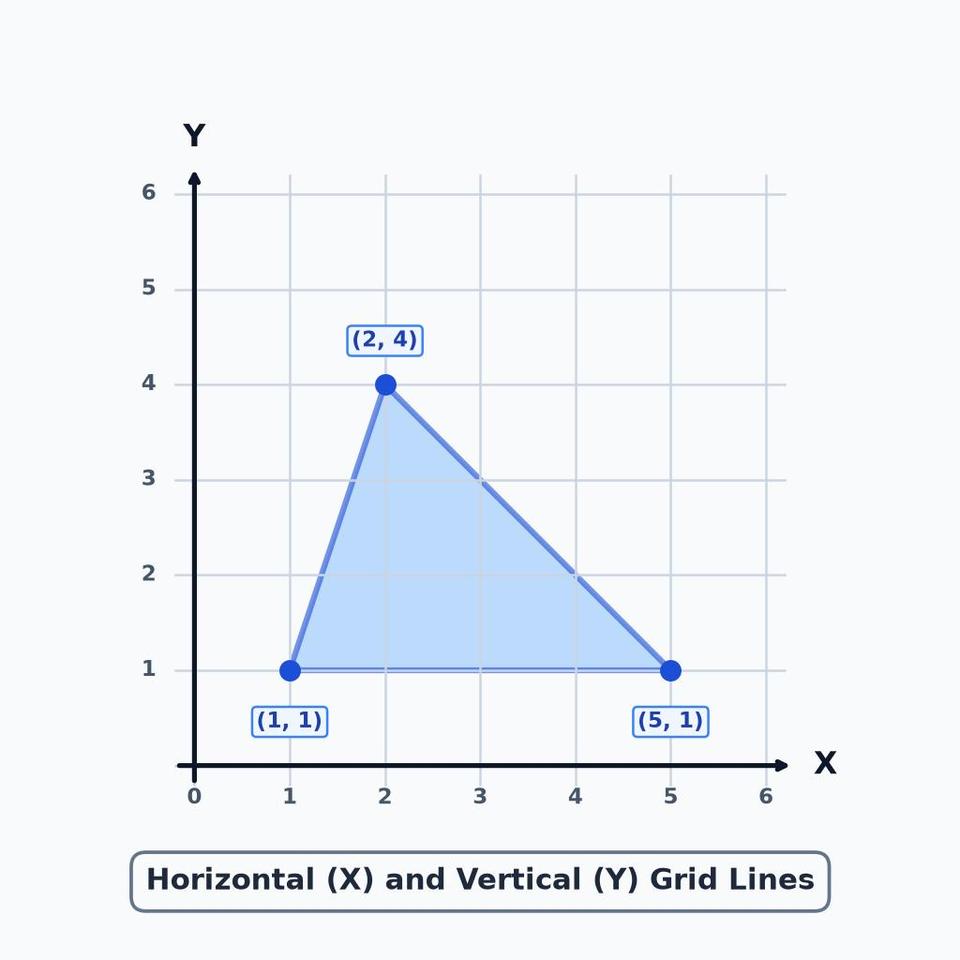 Y
6
5
(2, 4)
4
3
2
1
(1, 1) (5, 1)
X
0 1 2 3 4 5 6
Horizontal (X) and Vertical (Y) Grid Lines